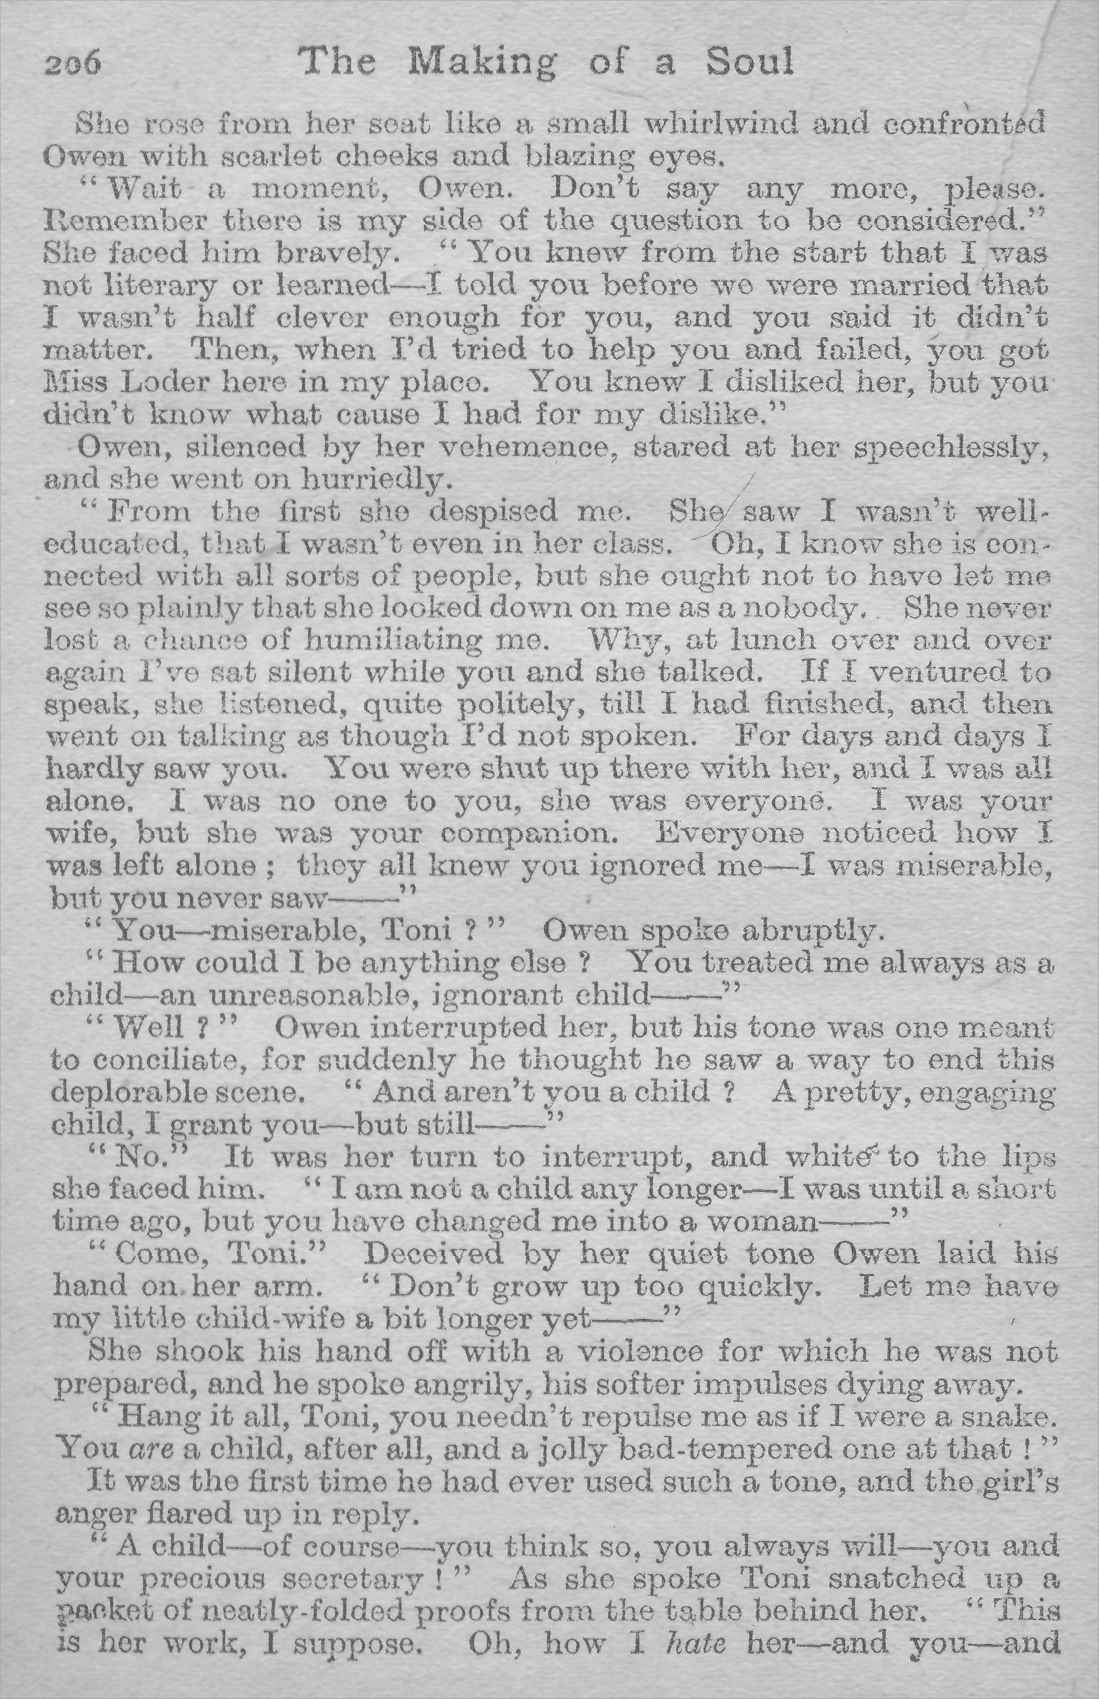 206 The Making of a Soul
She rose from her seat like a small whirlwind and confronted
Owen with scarlet cheeks and blazing eyes.
“ Wait a moment, Owen. Don’t say any more, please.
Remember there is my side of the question to be considered.”
She faced him bravely. “ You knew from the start that I was
not literary or learned—I told you before we were married that
I wasn’t half clever enough for you, and you said it didn’t
matter. Then, when I’d tried to help you and failed, you got
Miss Loder here in my place. You knew I disliked her, but you
didn’t know what cause I had for my dislike.”
Owen, silenced by her vehemence, stared at her speechlessly,
and she went on hurriedly.
“ From the first she despised me. She saw I wasn’t well-
educated, that I wasn’t even in her class. Oh, I know she is con-
nected with all sorts of people, but she ought not to have let me
see so plainly that she looked down on me as a nobody. She never
lost a chance of humiliating me. Why, at lunch over and over
again I’ve sat silent while you and she talked. If I ventured to
speak, she listened, quite politely, till I had finished, and then
went on talking as though I’d not spoken. For days and days I
hardly saw you. You were shut up there with her, and I was all
alone. I was no one to you, she was everyone. I was your
wife, but she was your companion. Everyone noticed how I
was left alone ; they all knew you ignored me—I was miserable,
but you never saw——”
“ You—miserable, Toni ? ” Owen spoke abruptly.
“ How could I be anything else ? You treated me always as a
child—an unreasonable, ignorant child——”
“ Well ? ” Owen interrupted her, but his tone was one meant
to conciliate, for suddenly he thought he saw a way to end this
deplorable scene. “ And aren’t you a child ? A pretty, engaging
child, I grant you—but still——”
“ No.” It was her turn to interrupt, and white to the lips
she faced him. “ I am not a child any longer—I was until a short
time ago, but you have changed me into a woman——”
“ Come, Toni.” Deceived by her quiet tone Owen laid his
hand on her arm. “ Don’t grow up too quickly. Let me have
my little child-wife a bit longer yet——”
She shook his hand off with a violence for which he was not
prepared, and he spoke angrily, his softer impulses dying away.
“ Hang it all, Toni, you needn’t repulse me as if I were a snake.
You are a child, after all, and a jolly bad-tempered one at that ! ”
It was the first time he had ever used such a tone, and the girl’s
anger flared up in reply.
“ A child—of course—you think so, you always will—you and
your precious secretary ! ” As she spoke Toni snatched up a
packet of neatly-folded proofs from the table behind her. “ This
is her work, I suppose. Oh, how I hate her—and you—and